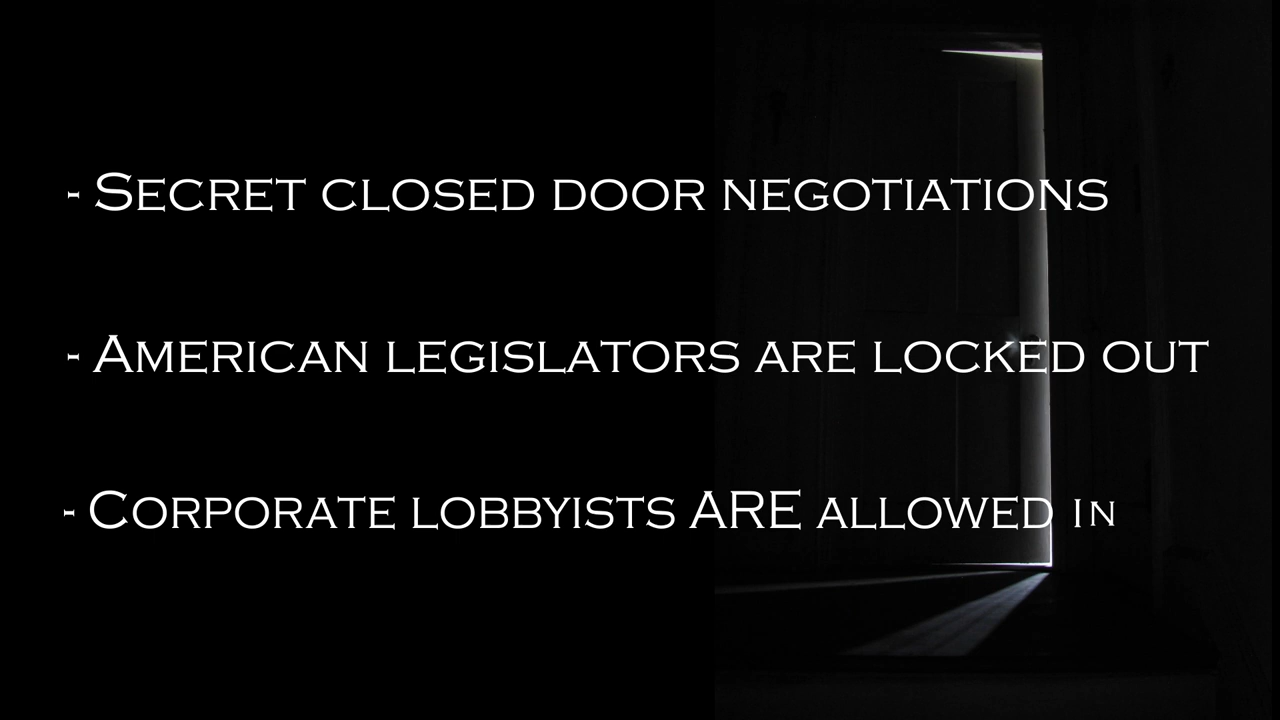 - Secret closed door negotiations
- American legislators are locked out
- Corporate lobbyists ARE allowed in